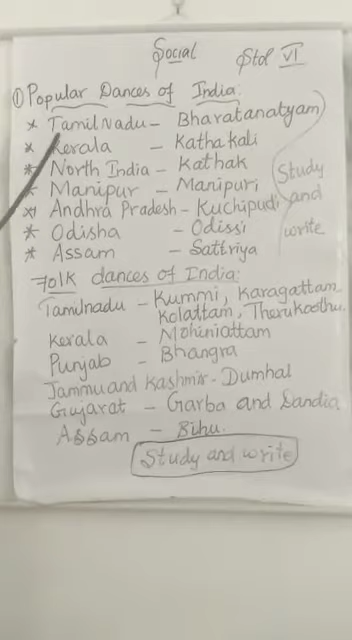 Social Std VI
① Popular Dances of India:
* Tamil Nadu - Bharatanatyam
* Kerala - Kathakali
* North India - Kathak
* Manipur - Manipuri
* Andhra Pradesh - Kuchipudi
* Odisha - Odissi
* Assam - Sattriya
Study
and
write
Folk dances of India:
Tamilnadu - Kummi, Karagattam
Kolattam, Therukoothu
Kerala - Mohiniattam
Punjab - Bhangra
Jammu and Kashmir - Dumhal
Gujarat - Garba and Dandia
Assam - Bihu.
Study and write